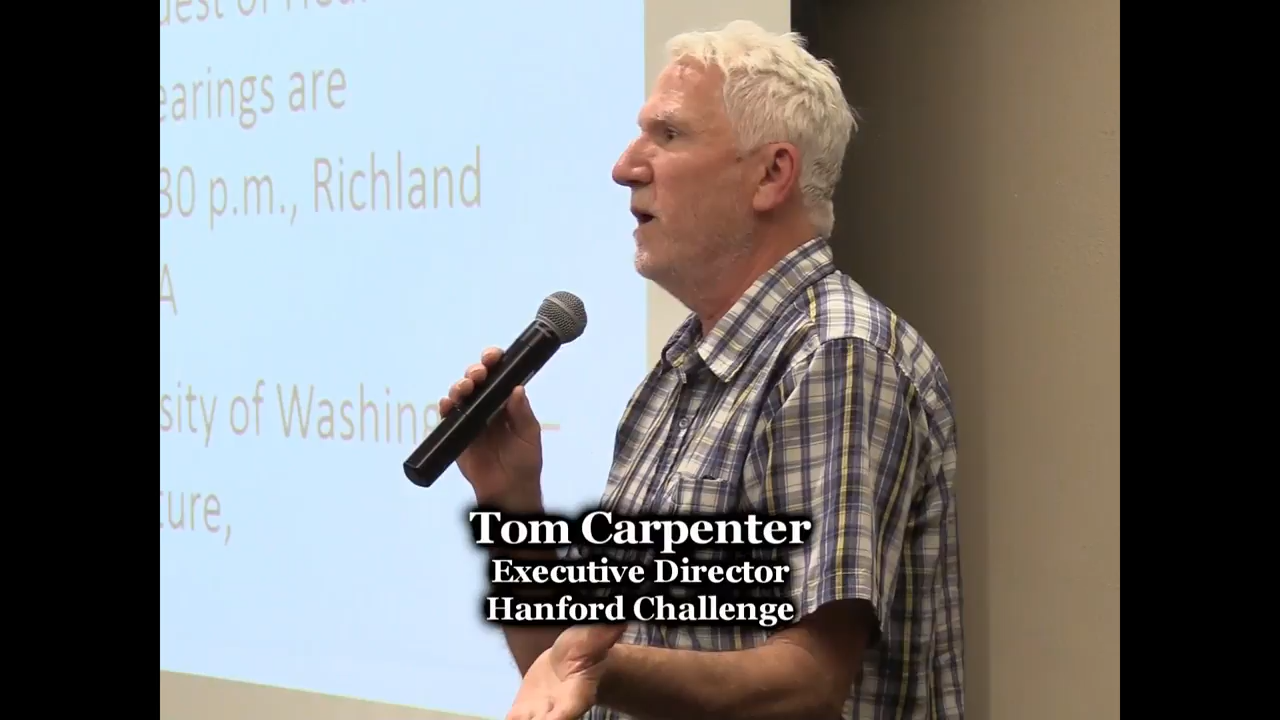 earings are
30 p.m., Richland
A
sity of Washing
ture,
Tom Carpenter
Executive Director
Hanford Challenge